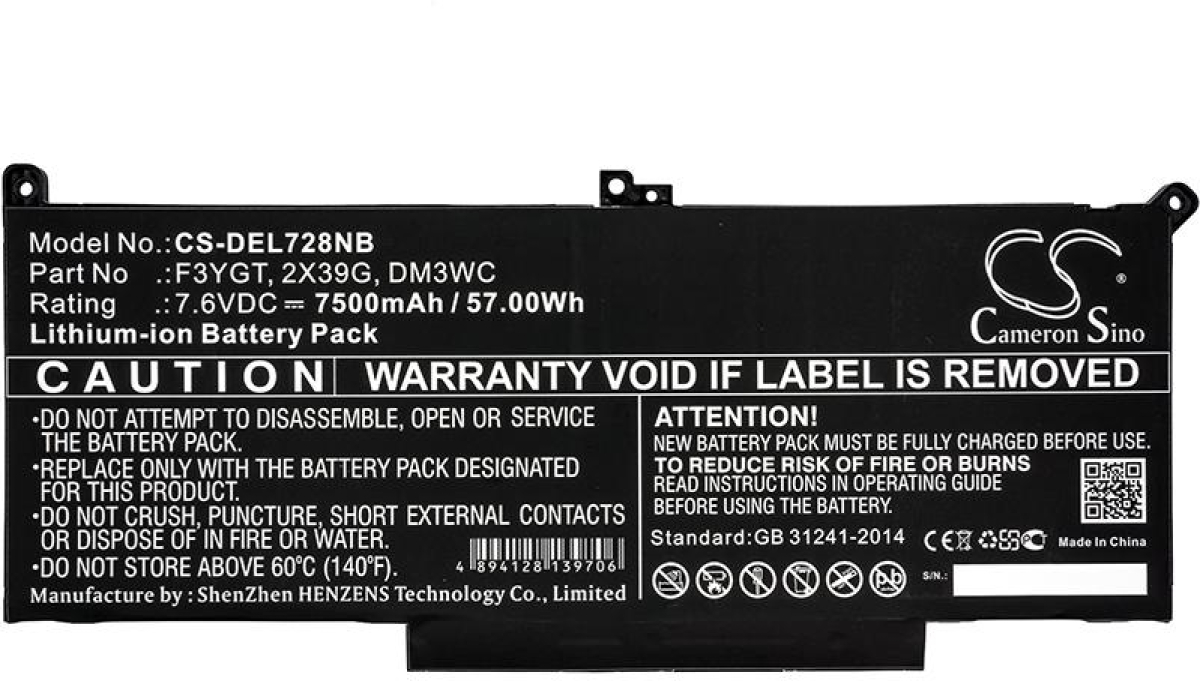 Model No.:CS-DEL728NB
Part No .:F3YGT, 2X39G, DM3WC
Rating .:7.6VDC ⎓ 7500mAh / 57.00Wh
Lithium-ion Battery Pack
CS ®
Cameron Sino
CAUTION WARRANTY VOID IF LABEL IS REMOVED
•DO NOT ATTEMPT TO DISASSEMBLE, OPEN OR SERVICE
THE BATTERY PACK.
•REPLACE ONLY WITH THE BATTERY PACK DESIGNATED
FOR THIS PRODUCT.
•DO NOT CRUSH, PUNCTURE, SHORT EXTERNAL CONTACTS
OR DISPOSE OF IN FIRE OR WATER.
•DO NOT STORE ABOVE 60°C (140°F).
4 894128 139706
Manufacture by : ShenZhen HENZENS Technology Co., Limited
ATTENTION!
NEW BATTERY PACK MUST BE FULLY CHARGED BEFORE USE.
TO REDUCE RISK OF FIRE OR BURNS
READ INSTRUCTIONS IN OPERATING GUIDE
BEFORE USING THE BATTERY.
Standard:GB 31241-2014
CE Made In China
Pb
S/N.: